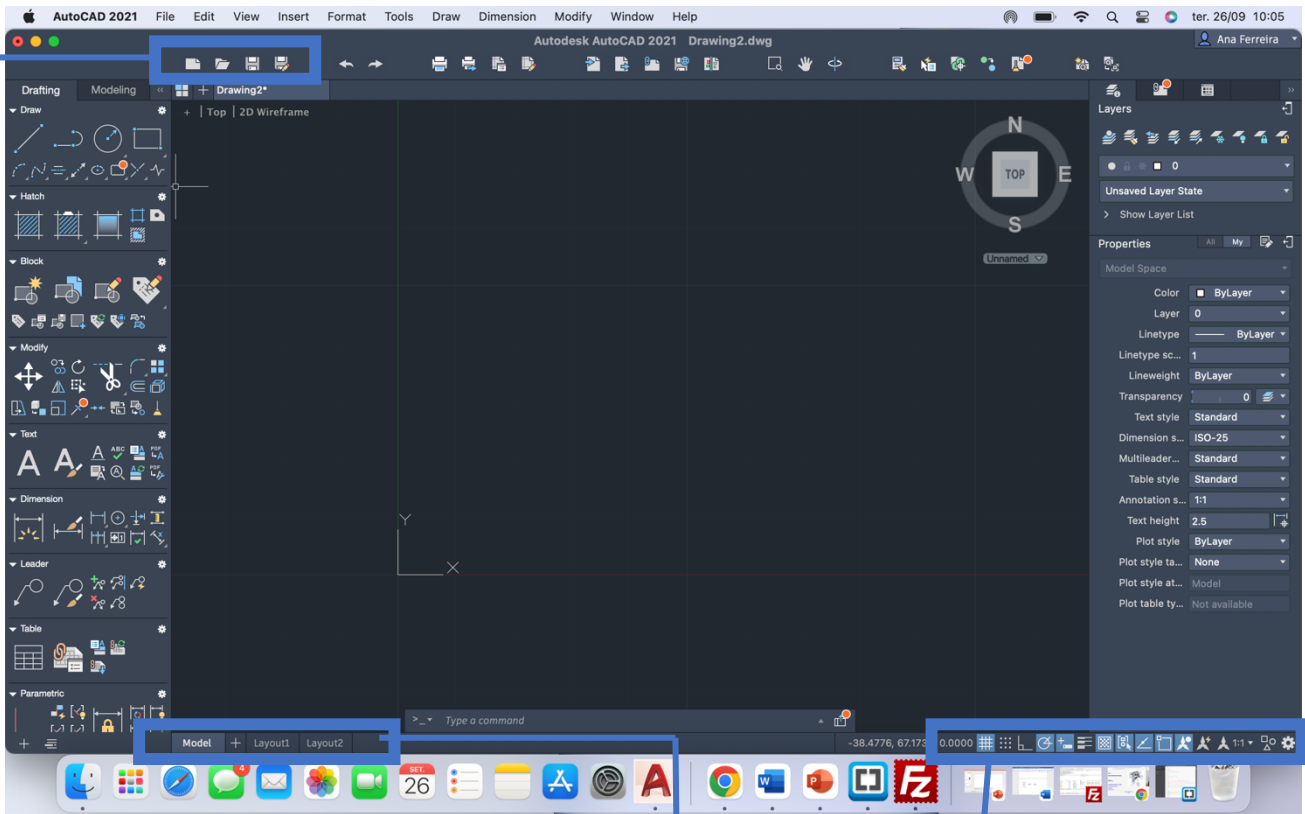 AutoCAD 2021 File Edit View Insert Format Tools Draw Dimension Modify Window Help ter. 26/09 10:05
Autodesk AutoCAD 2021 Drawing2.dwg
Ana Ferreira
Drafting Modeling
Drawing2*
+ | Top | 2D Wireframe
Draw
Hatch
Block
Modify
Text
ABC
PDF
PDF
Dimension
Leader
Table
Parametric
N
W TOP E
S
Unnamed
Y
X
>_ Type a command
Layers
0
Unsaved Layer State
> Show Layer List
Properties All My
Model Space
Color ByLayer
Layer 0
Linetype ByLayer
Linetype sc... 1
Lineweight ByLayer
Transparency 0
Text style Standard
Dimension s... ISO-25
Multileader... Standard
Table style Standard
Annotation s... 1:1
Text height 2.5
Plot style ByLayer
Plot style ta... None
Plot style at... Model
Plot table ty... Not available
Model + Layout1 Layout2
-38.4776, 67.173 0.0000 1:1
4
SET.
26